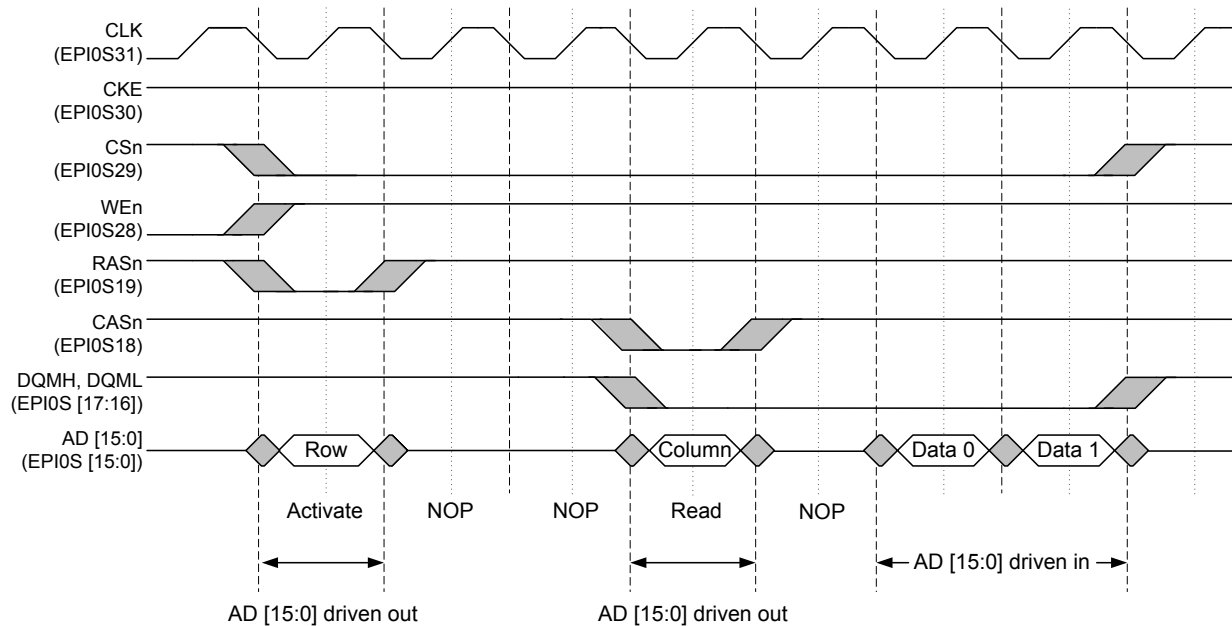 CLK
(EPI0S31)
CKE
(EPI0S30)
CSn
(EPI0S29)
WEn
(EPI0S28)
RASn
(EPI0S19)
CASn
(EPI0S18)
DQMH, DQML
(EPI0S [17:16])
AD [15:0]
(EPI0S [15:0])
Row Column Data 0 Data 1
Activate NOP NOP Read NOP
AD [15:0] driven in
AD [15:0] driven out AD [15:0] driven out